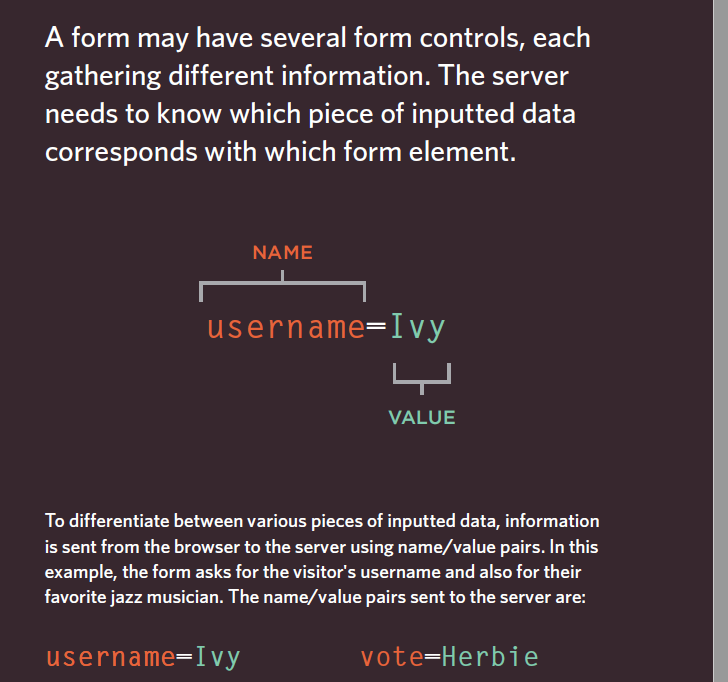 A form may have several form controls, each
gathering different information. The server
needs to know which piece of inputted data
corresponds with which form element.
NAME
username=Ivy
VALUE
To differentiate between various pieces of inputted data, information
is sent from the browser to the server using name/value pairs. In this
example, the form asks for the visitor's username and also for their
favorite jazz musician. The name/value pairs sent to the server are:
username=Ivy vote=Herbie